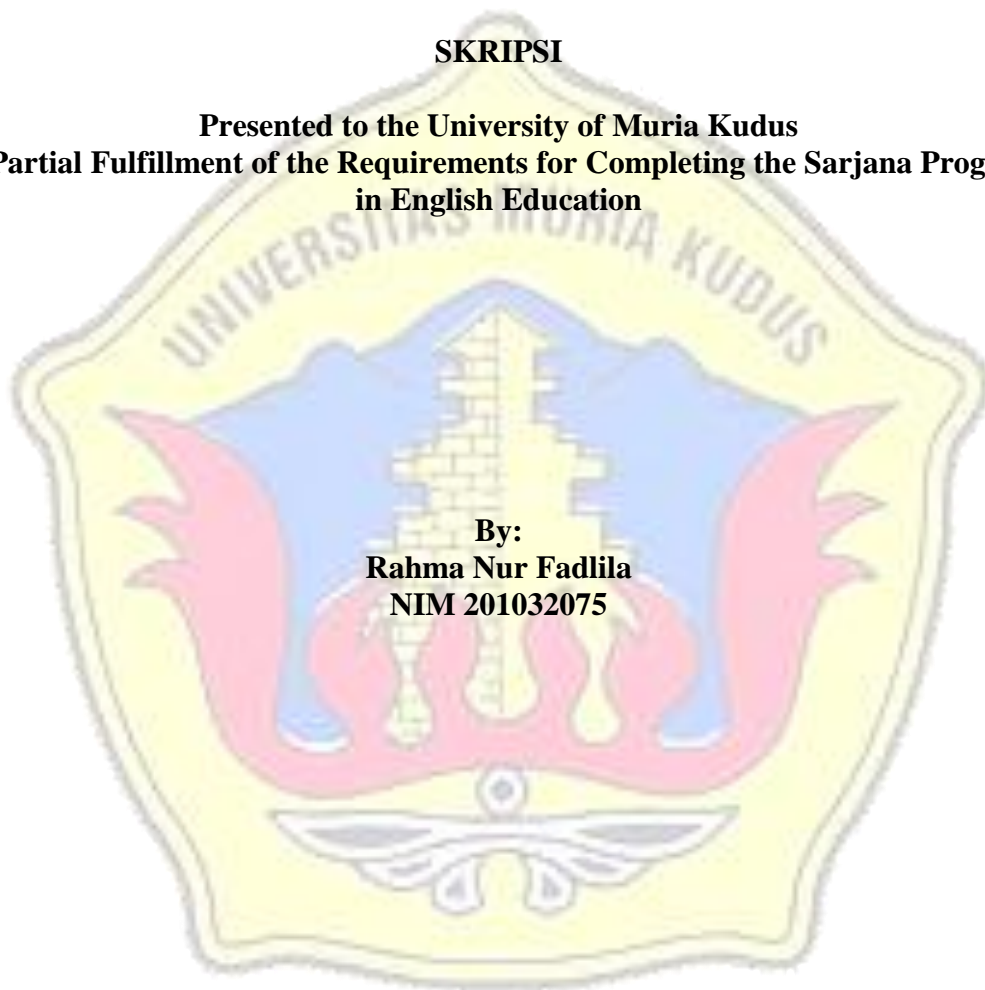 SKRIPSI
Presented to the University of Muria Kudus
Partial Fulfillment of the Requirements for Completing the Sarjana Prog
in English Education
UNIVERSITAS MURIA KUDUS
By:
Rahma Nur Fadlila
NIM 201032075